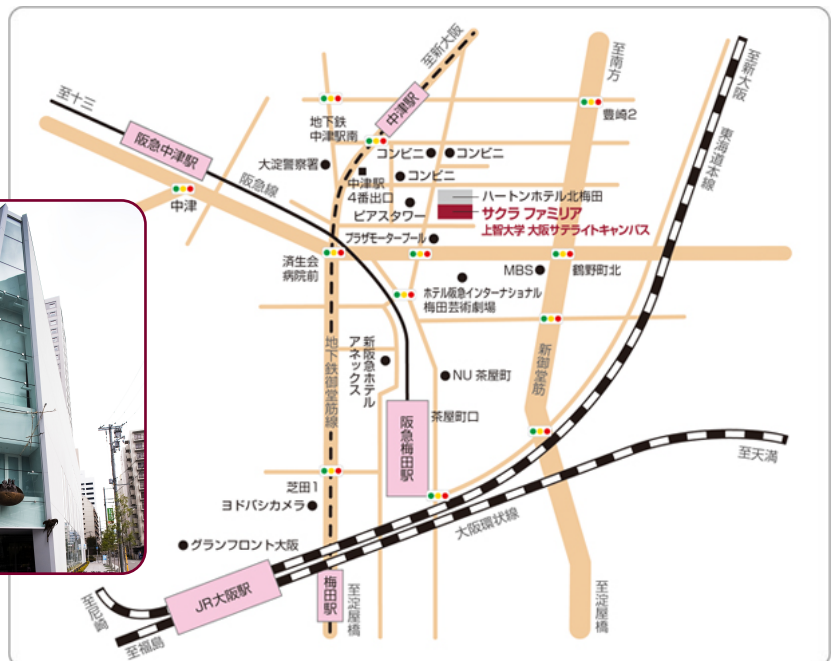 至新大阪
至十三
阪急中津駅
中津
阪急線
地下鉄
中津駅南
中津駅
コンビニ
コンビニ
コンビニ
大淀警察署
中津駅
4番出口
ピアスタワー
プラザモータープール
済生会
病院前
至南方
豊崎2
至新大阪
東海道本線
ハートンホテル北梅田
サクラ ファミリア
上智大学 大阪サテライトキャンパス
MBS
鶴野町北
ホテル阪急インターナショナル
梅田芸術劇場
新御堂筋
地下鉄御堂筋線
新阪急ホテル
アネックス
NU 茶屋町
茶屋町口
阪急梅田駅
芝田1
ヨドバシカメラ
グランフロント大阪
JR大阪駅
梅田駅
至淀屋橋
至尼崎
至福島
大阪環状線
至天満
至淀屋橋